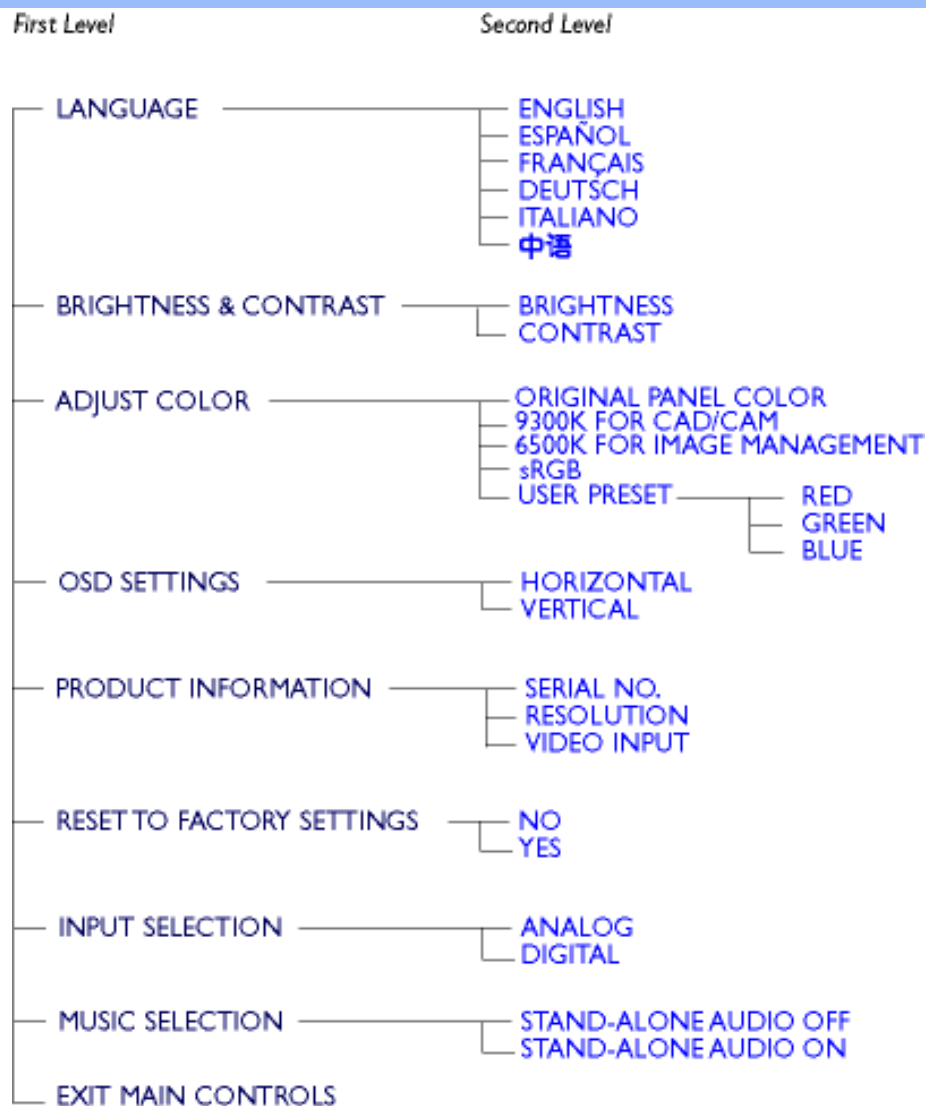 First Level Second Level
LANGUAGE ENGLISH
ESPAÑOL
FRANÇAIS
DEUTSCH
ITALIANO
中语
BRIGHTNESS & CONTRAST BRIGHTNESS
CONTRAST
ADJUST COLOR ORIGINAL PANEL COLOR
9300K FOR CAD/CAM
6500K FOR IMAGE MANAGEMENT
sRGB
USER PRESET RED
GREEN
BLUE
OSD SETTINGS HORIZONTAL
VERTICAL
PRODUCT INFORMATION SERIAL NO.
RESOLUTION
VIDEO INPUT
RESET TO FACTORY SETTINGS NO
YES
INPUT SELECTION ANALOG
DIGITAL
MUSIC SELECTION STAND-ALONE AUDIO OFF
STAND-ALONE AUDIO ON
EXIT MAIN CONTROLS